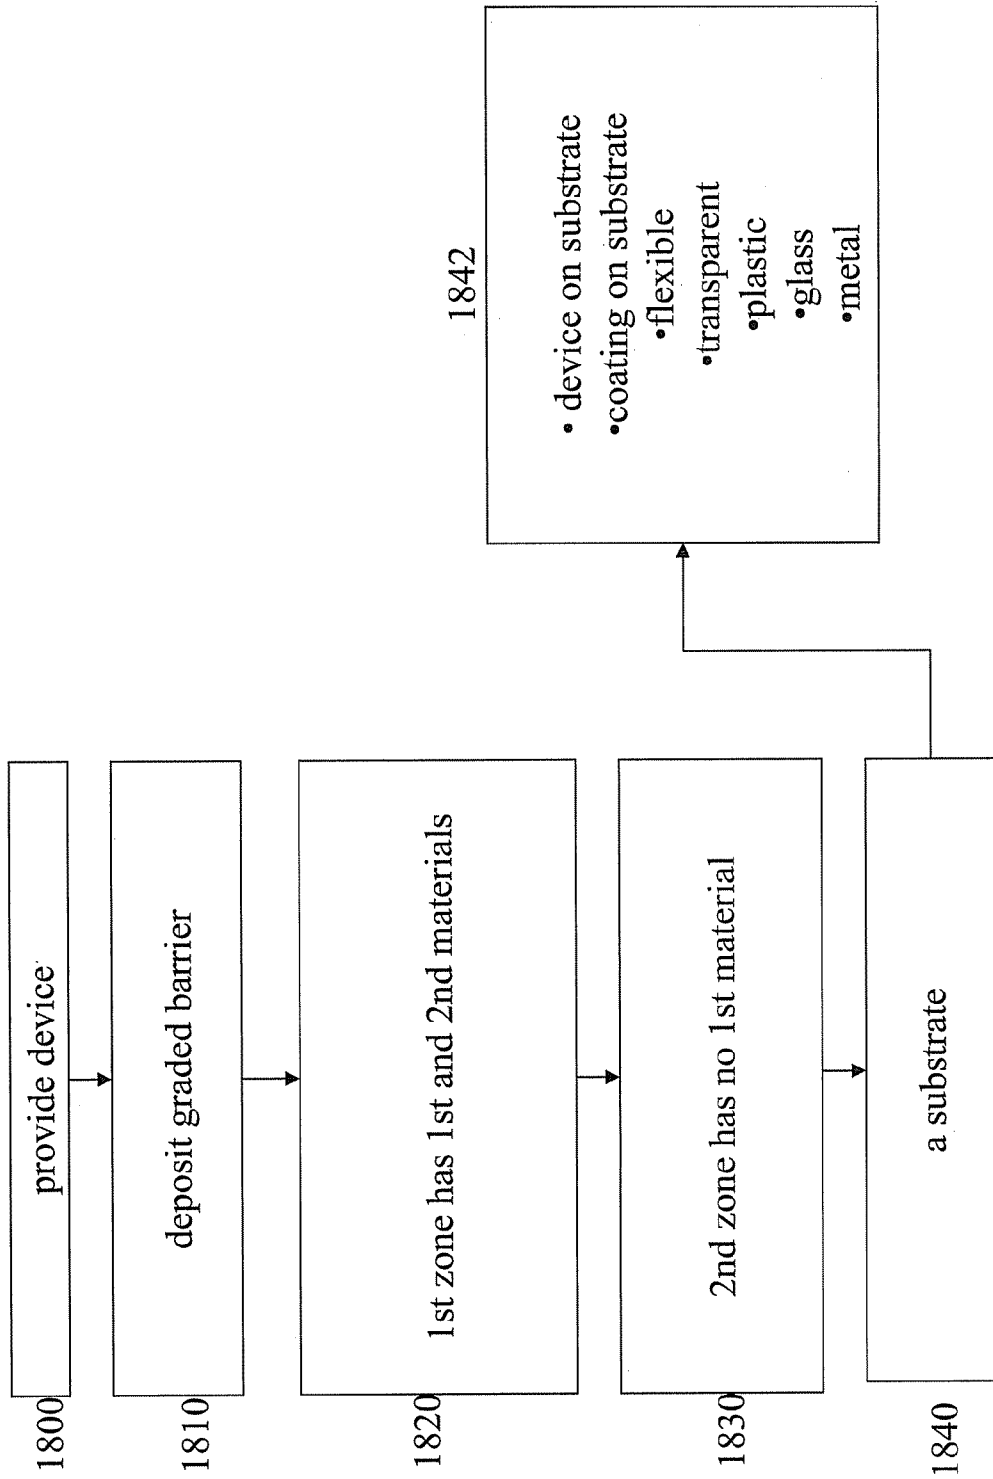 1800
provide device
1810
deposit graded barrier
1820
1st zone has 1st and 2nd materials
1830
2nd zone has no 1st material
1840
a substrate
1842
• device on substrate
•coating on substrate
•flexible
•transparent
•plastic
•glass
•metal